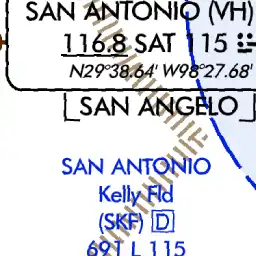 SAN ANTONIO (VH)
116.8 SAT 115
N29°38.64' W98°27.68'
SAN ANGELO
SAN ANTONIO
Kelly Fld
(SKF) D
691 L 115